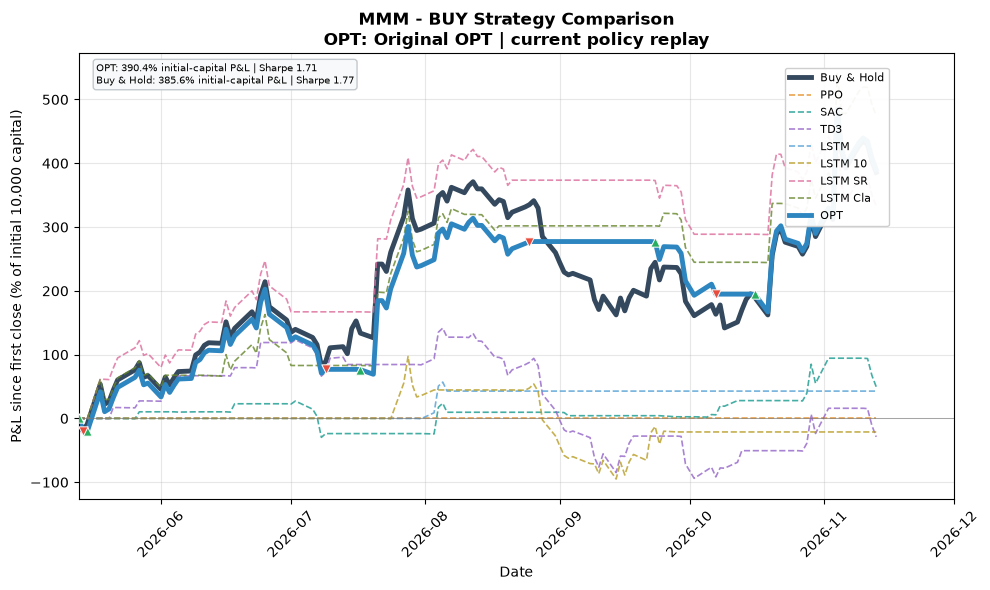 MMM - BUY Strategy Comparison
OPT: Original OPT | current policy replay
OPT: 390.4% initial-capital P&L | Sharpe 1.71
Buy & Hold: 385.6% initial-capital P&L | Sharpe 1.77
Buy & Hold
PPO
SAC
TD3
LSTM
LSTM 10
LSTM SR
LSTM Cla
OPT
P&L since first close (% of initial 10,000 capital)
500
400
300
200
100
0
−100
2026-06
2026-07
2026-08
2026-09
2026-10
2026-11
2026-12
Date